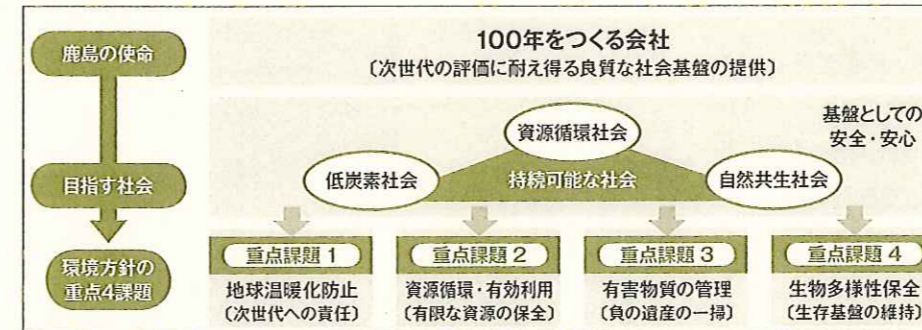 鹿島の使命
100年をつくる会社
〔次世代の評価に耐え得る良質な社会基盤の提供〕
目指す社会
資源循環社会
低炭素社会
持続可能な社会
自然共生社会
基盤としての
安全・安心
環境方針の
重点4課題
重点課題 1
地球温暖化防止
〔次世代への責任〕
重点課題 2
資源循環・有効利用
〔有限な資源の保全〕
重点課題 3
有害物質の管理
〔負の遺産の一掃〕
重点課題 4
生物多様性保全
〔生存基盤の維持〕